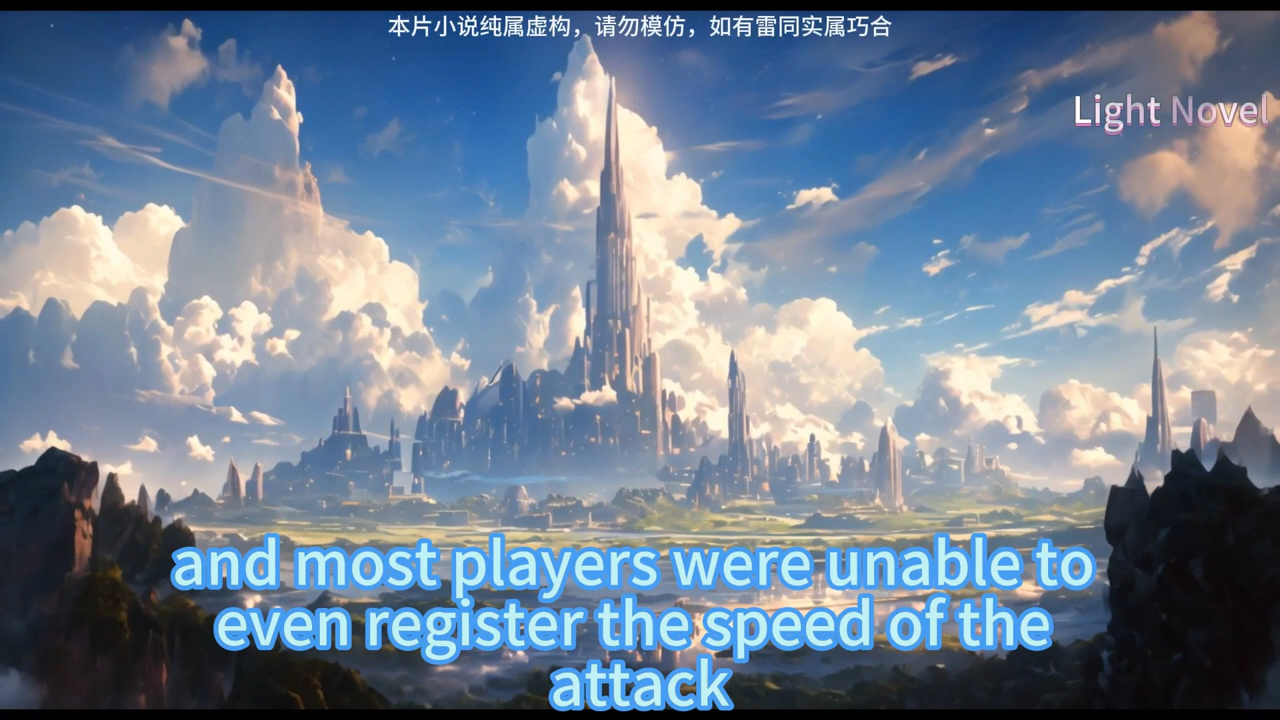 本片小说纯属虚构，请勿模仿，如有雷同实属巧合
Light Novel
and most players were unable to
even register the speed of the
attack